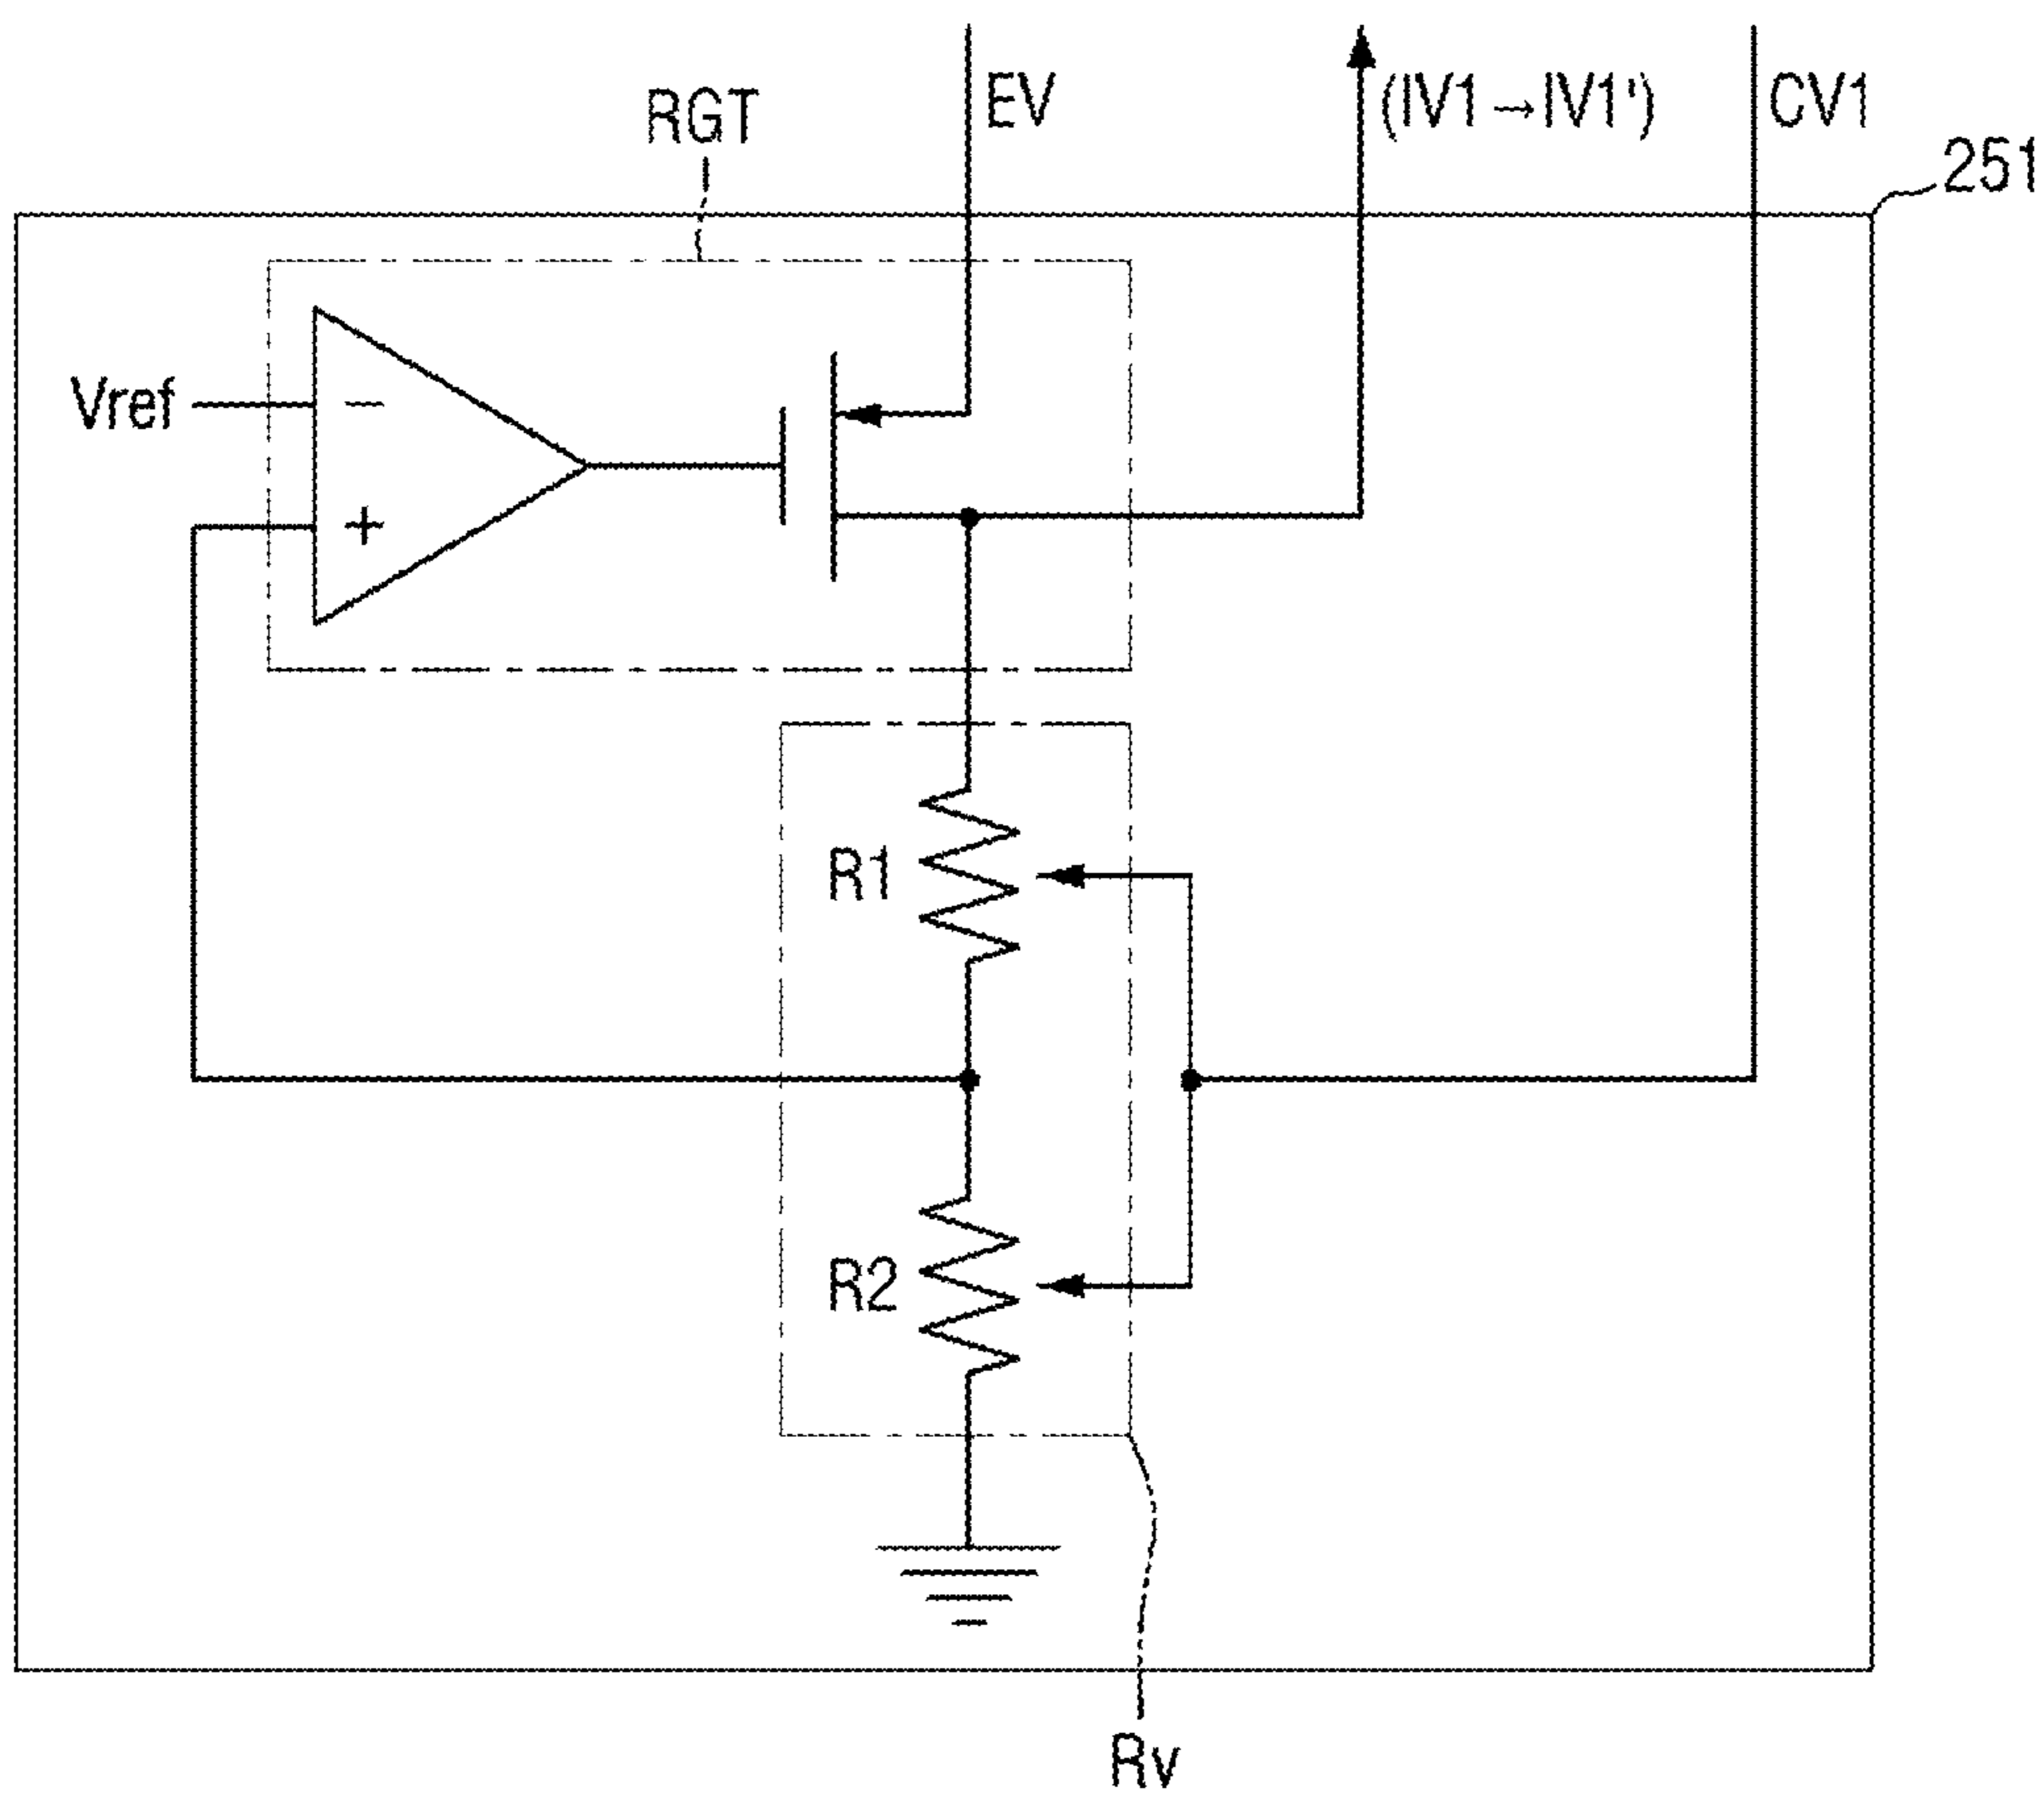 EV
(IV1→IV1')
CV1
RGT
251
Vref
−
+
R1
R2
Rv